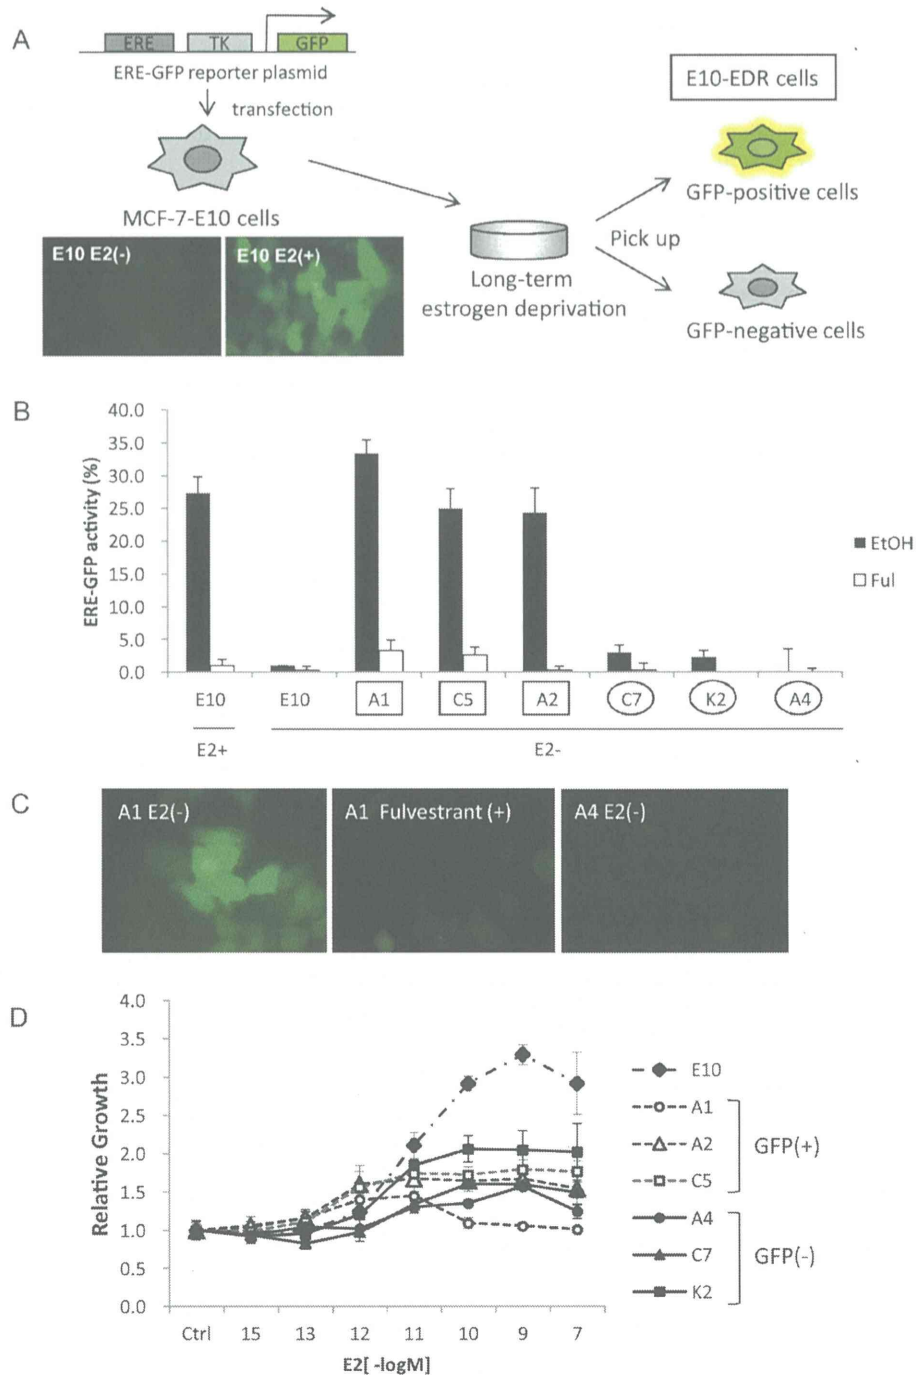 A
ERE TK GFP
ERE-GFP reporter plasmid
transfection
MCF-7-E10 cells
E10 E2(-)
E10 E2(+)
Long-term
estrogen deprivation
Pick up
E10-EDR cells
GFP-positive cells
GFP-negative cells
B
ERE-GFP activity (%)
40.0
35.0
30.0
25.0
20.0
15.0
10.0
5.0
0.0
E10 E10 A1 C5 A2 C7 K2 A4
E2+ E2-
EtOH
Ful
C
A1 E2(-)
A1 Fulvestrant (+)
A4 E2(-)
D
Relative Growth
4.0
3.5
3.0
2.5
2.0
1.5
1.0
0.5
0.0
Ctrl 15 13 12 11 10 9 7
E2[ -logM]
E10
A1
A2
C5
GFP(+)
A4
C7
K2
GFP(-)